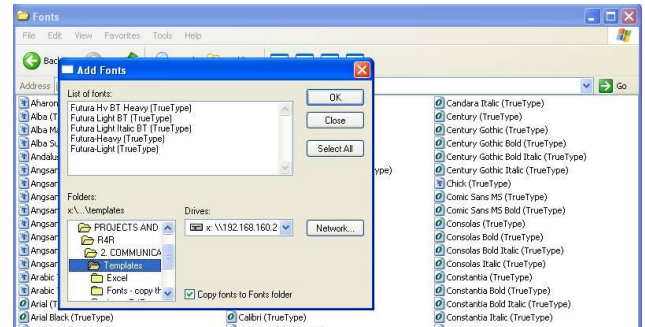 Fonts
File Edit View Favorites Tools Help
Address
Go
Add Fonts
List of fonts:
Futura Hv BT Heavy (TrueType)
Futura Light BT (TrueType)
Futura Light Italic BT (TrueType)
Futura-Heavy (TrueType)
Futura-Light (TrueType)
OK
Close
Select All
Folders:
x:\...\templates
PROJECTS AND
R4R
2. COMMUNICA
Templates
Excel
Fonts - copy th
Drives:
x: \\192.168.160.2
Network...
Copy fonts to Fonts folder
Aharon
Alba (T
Alba Ma
Alba Su
Andalu
Angsar
Angsar
Angsar
Angsar
Angsar
Angsar
Angsar
Angsar
Arabic
Arabic
Arial (T
Arial Black (TrueType)
ype)
Calibri (TrueType)
Candara Italic (TrueType)
Century (TrueType)
Century Gothic (TrueType)
Century Gothic Bold (TrueType)
Century Gothic Bold Italic (TrueType)
Century Gothic Italic (TrueType)
Chick (TrueType)
Comic Sans MS (TrueType)
Comic Sans MS Bold (TrueType)
Consolas (TrueType)
Consolas Bold (TrueType)
Consolas Bold Italic (TrueType)
Consolas Italic (TrueType)
Constantia (TrueType)
Constantia Bold (TrueType)
Constantia Bold Italic (TrueType)
Constantia Italic (TrueType)